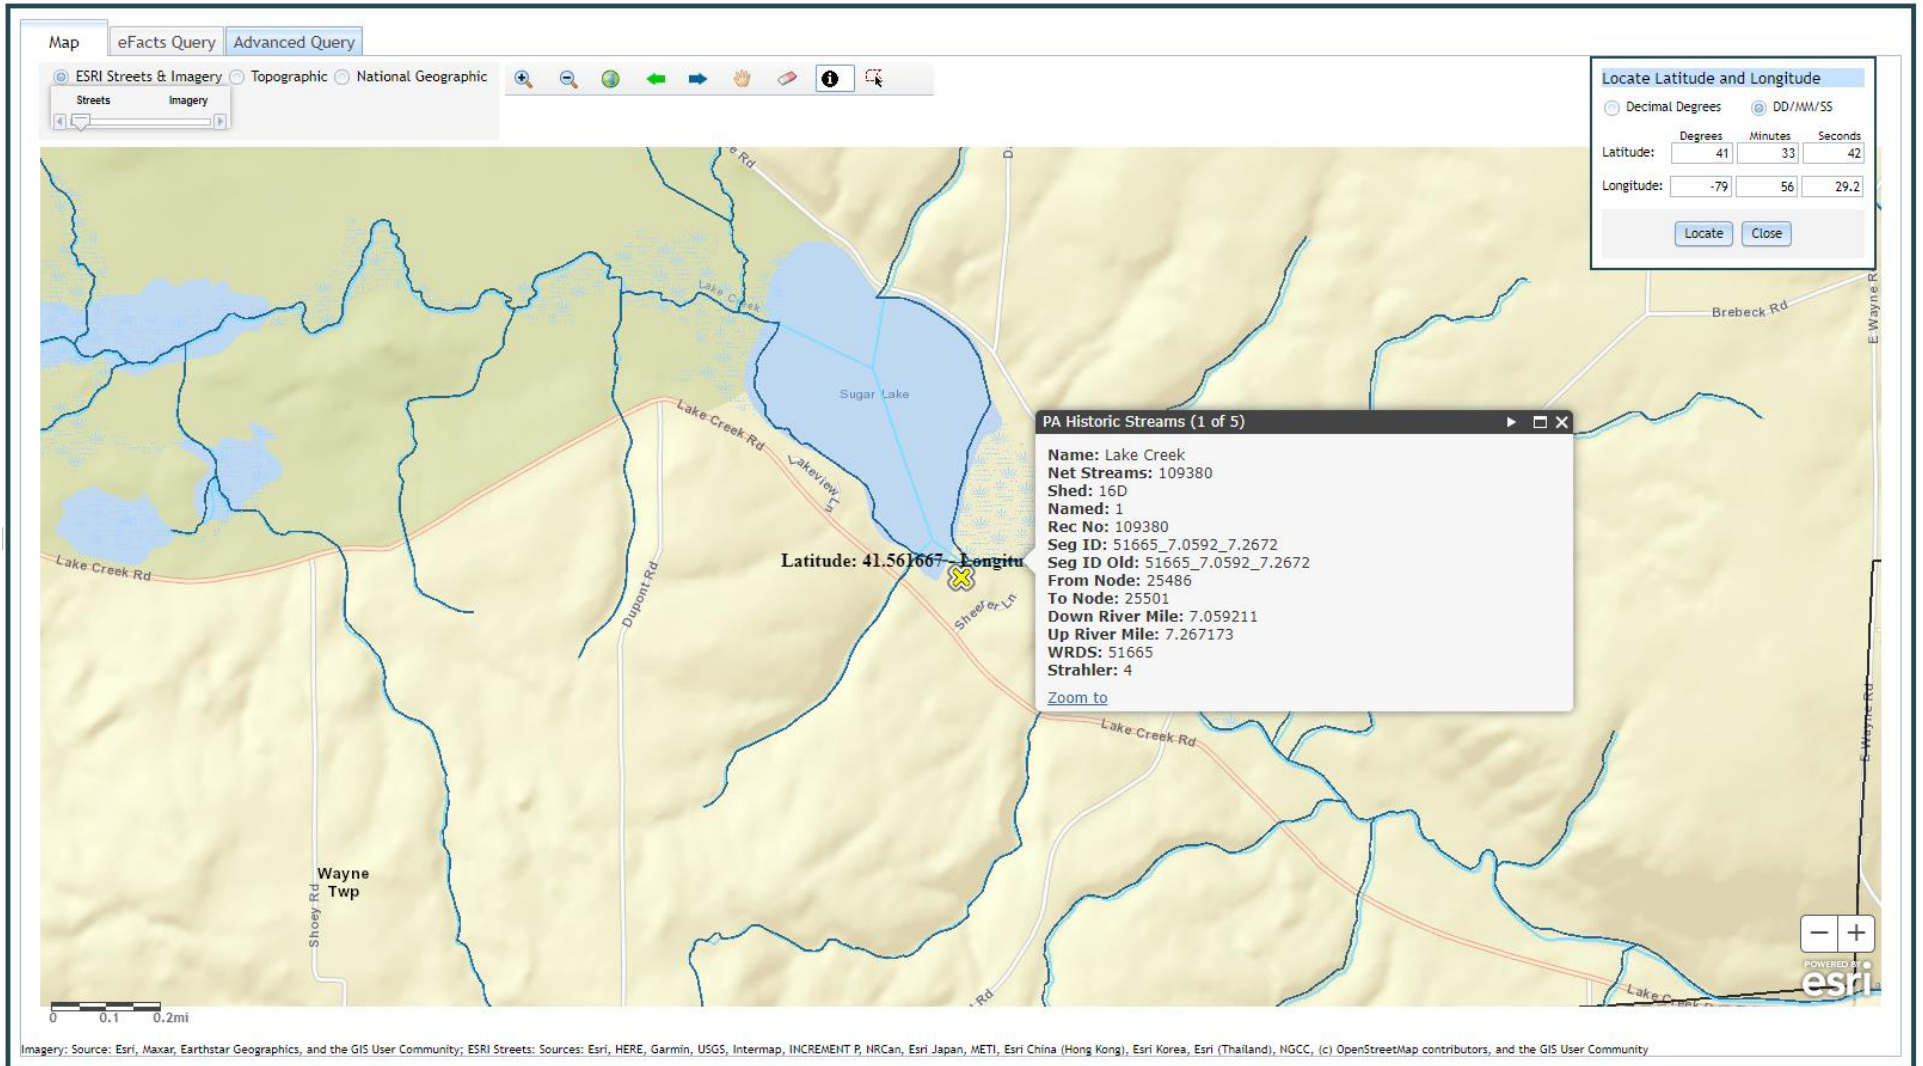 Map eFacts Query Advanced Query
ESRI Streets & Imagery Topographic National Geographic
Streets Imagery
Locate Latitude and Longitude
Decimal Degrees DD/MM/SS
Degrees Minutes Seconds
Latitude: 41 33 42
Longitude: -79 56 29.2
Locate Close
e Rd
D
Lake Creek
Brebeck Rd
E Wayne R
Sugar Lake
Lake Creek Rd
Lakeview Ln
PA Historic Streams (1 of 5)
Name: Lake Creek
Net Streams: 109380
Shed: 16D
Named: 1
Rec No: 109380
Seg ID: 51665_7.0592_7.2672
Seg ID Old: 51665_7.0592_7.2672
From Node: 25486
To Node: 25501
Down River Mile: 7.059211
Up River Mile: 7.267173
WRDS: 51665
Strahler: 4
Zoom to
Latitude: 41.561667 - Longitu
Lake Creek Rd
Dupont Rd
Sheerer Ln
Lake Creek Rd
E Wayne Rd
Wayne
Twp
Shoey Rd
Rd
Lake Creek
POWERED BY
esri
0 0.1 0.2mi
Imagery: Source: Esri, Maxar, Earthstar Geographics, and the GIS User Community; ESRI Streets: Sources: Esri, HERE, Garmin, USGS, Intermap, INCREMENT P, NRCan, Esri Japan, METI, Esri China (Hong Kong), Esri Korea, Esri (Thailand), NGCC, (c) OpenStreetMap contributors, and the GIS User Community